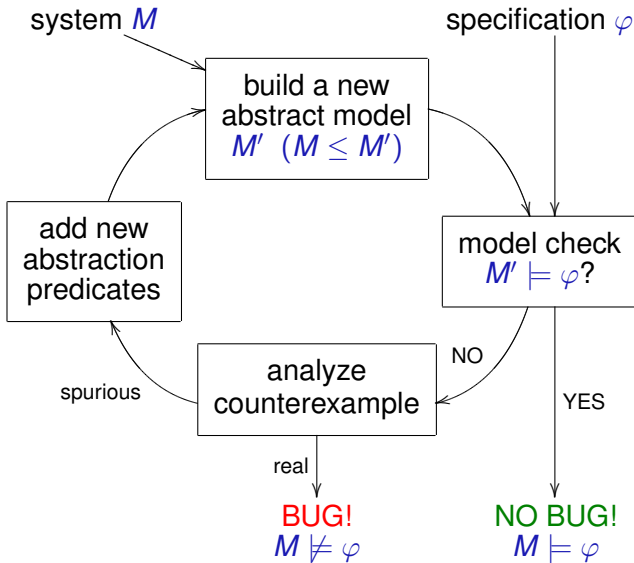 system M
specification φ
build a new
abstract model
M′ (M ≤ M′)
add new
abstraction
predicates
model check
M′ ⊨ φ?
analyze
counterexample
NO
spurious
YES
real
BUG!
M ⊭ φ
NO BUG!
M ⊨ φ